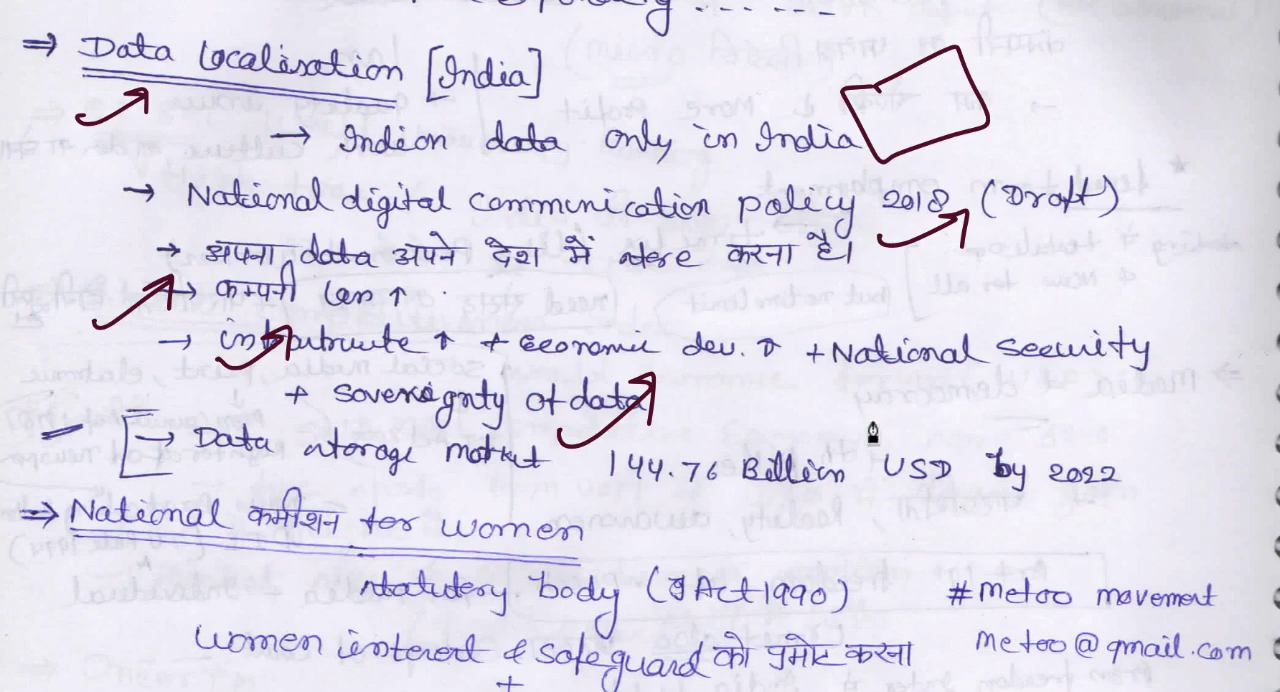 ⇒ Data localisation [India]
→ Indian data only in India
→ National digital communication policy 2018 (Draft)
→ अपना data अपने देश में store करना है।
→ कम्पनी law ↑
→ ↑ + economic dev. ↑ + National security
+ sovereignty of data
→ Data storage market 144.76 Billion USD by 2022
⇒ National कमीशन for women
statutory body (Act 1990) #metoo movement
women interest & safeguard को प्रमोट करना metoo@gmail.com
+